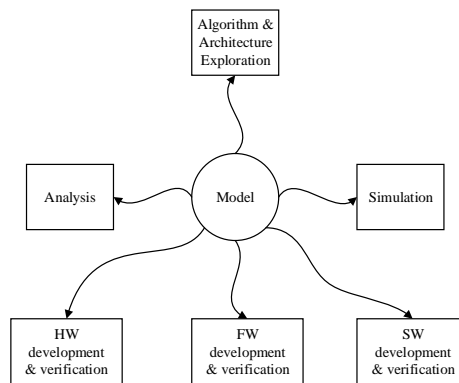 Algorithm &
Architecture
Exploration
Analysis
Model
Simulation
HW
development
& verification
FW
development
& verification
SW
development
& verification